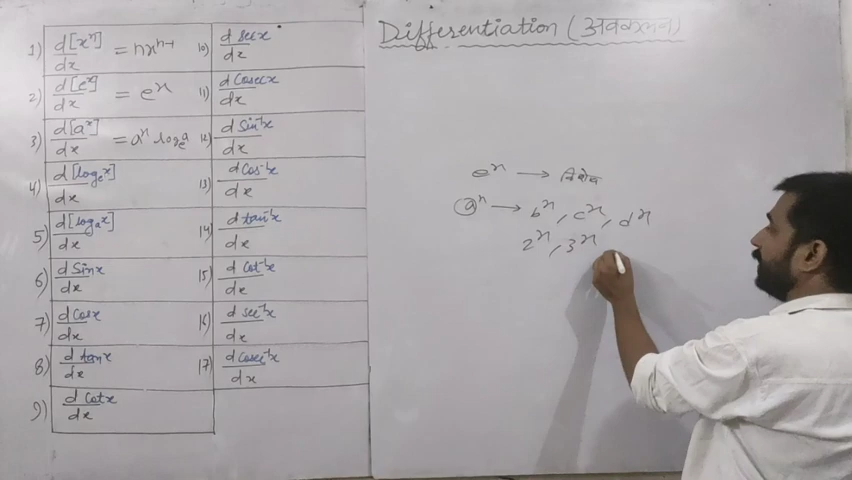 Differentiation (अवकलन)
1) d[xⁿ]/dx = nxⁿ⁻¹
2) d[eˣ]/dx = eˣ
3) d[aˣ]/dx = aˣ logₑa
4) d[logₑx]/dx
5) d[logₐx]/dx
6) d Sinx/dx
7) d Cosx/dx
8) d tanx/dx
9) d Cotx/dx
10) d secx/dx
11) d Cosecx/dx
12) d Sin⁻¹x/dx
13) d Cos⁻¹x/dx
14) d tan⁻¹x/dx
15) d Cot⁻¹x/dx
16) d sec⁻¹x/dx
17) d Cosec⁻¹x/dx
eˣ →
aˣ → bˣ, cˣ, dˣ
2ˣ, 3ˣ